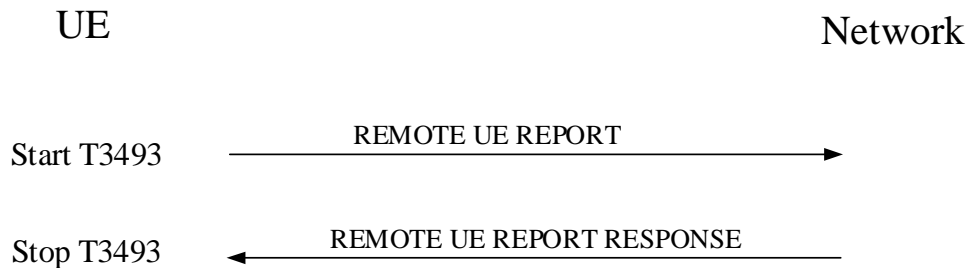 UE
Network
REMOTE UE REPORT
Start T3493
REMOTE UE REPORT RESPONSE
Stop T3493